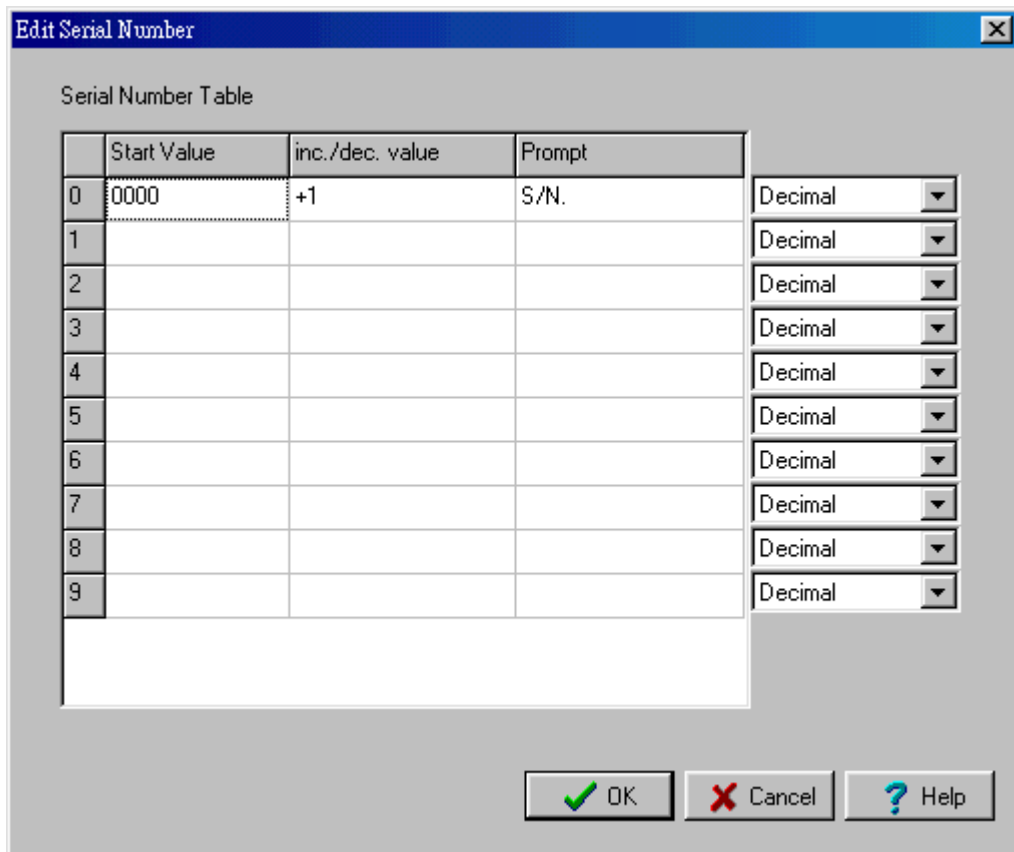 Edit Serial Number
Serial Number Table
Start Value inc./dec. value Prompt
0 0000 +1 S/N. Decimal
1 Decimal
2 Decimal
3 Decimal
4 Decimal
5 Decimal
6 Decimal
7 Decimal
8 Decimal
9 Decimal
OK Cancel Help